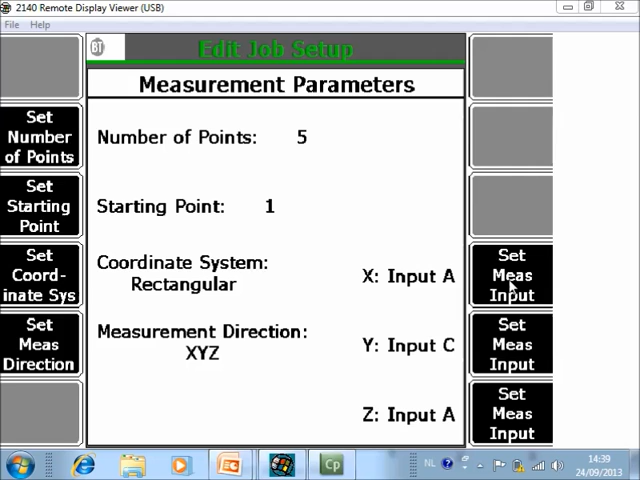 2140 Remote Display Viewer (USB)
File Help
BT
Edit Job Setup
Measurement Parameters
Set
Number
of Points
Number of Points: 5
Set
Starting
Point
Starting Point: 1
Set
Coord-
inate Sys
Coordinate System:
Rectangular
X: Input A
Set
Meas
Input
Set
Meas
Direction
Measurement Direction:
XYZ
Y: Input C
Set
Meas
Input
Z: Input A
Set
Meas
Input
Cp
NL
14:39
24/09/2013